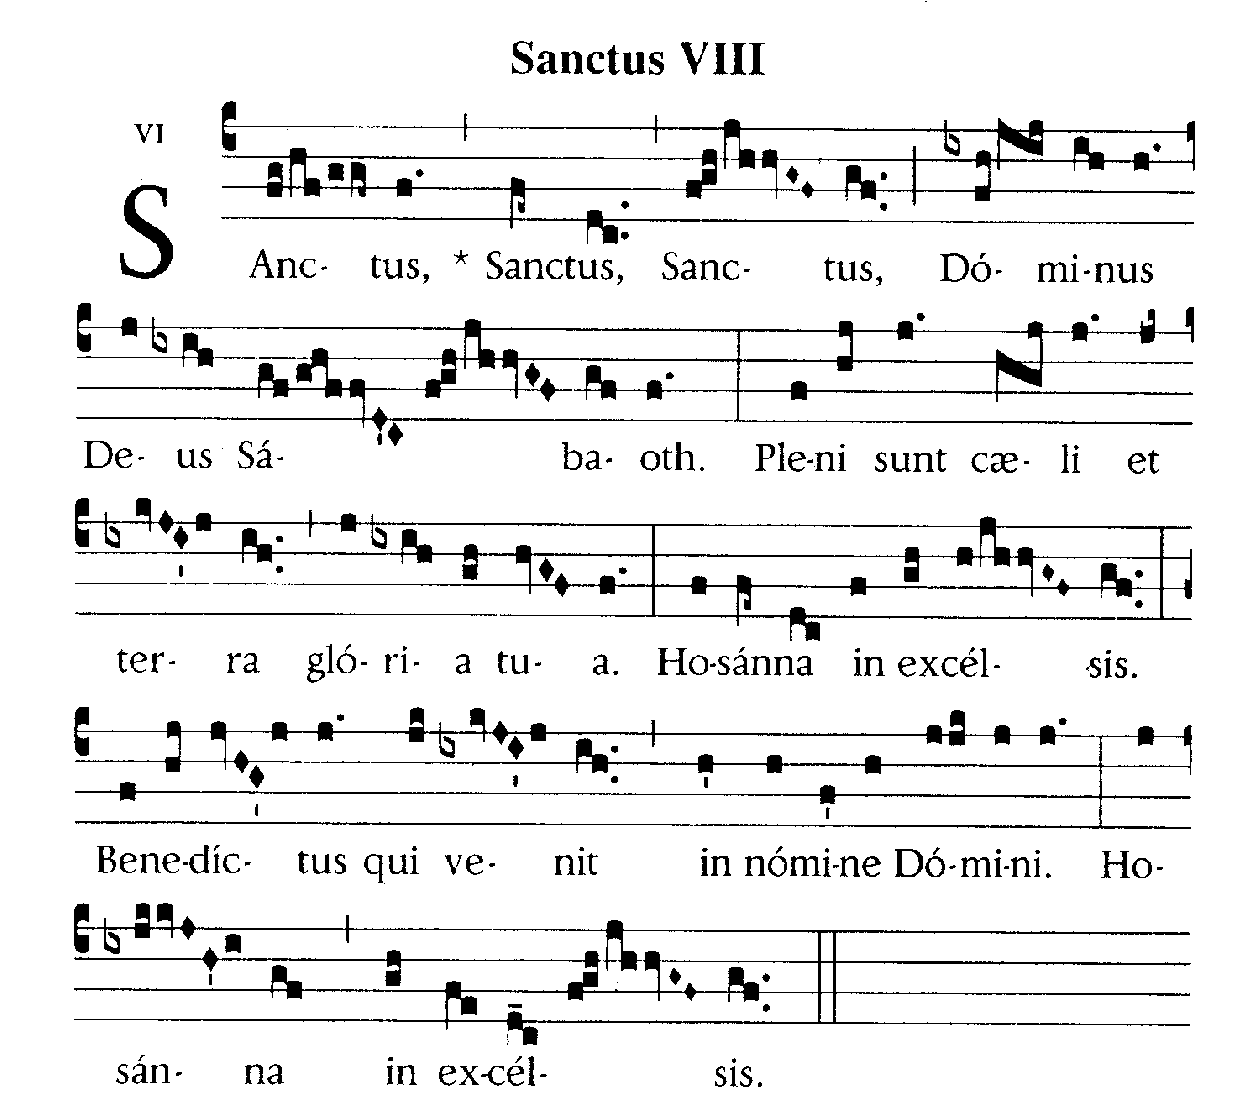 Sanctus VIII
VI
SAnc- tus, * Sanctus, Sanc- tus, Dó- mi-nus
De- us Sá- ba- oth. Ple-ni sunt cæ- li et
ter- ra gló- ri- a tu- a. Ho-sánna in excél- sis.
Bene-díc- tus qui ve- nit in nómi-ne Dó-mi-ni. Ho-
sán- na in ex-cél- sis.